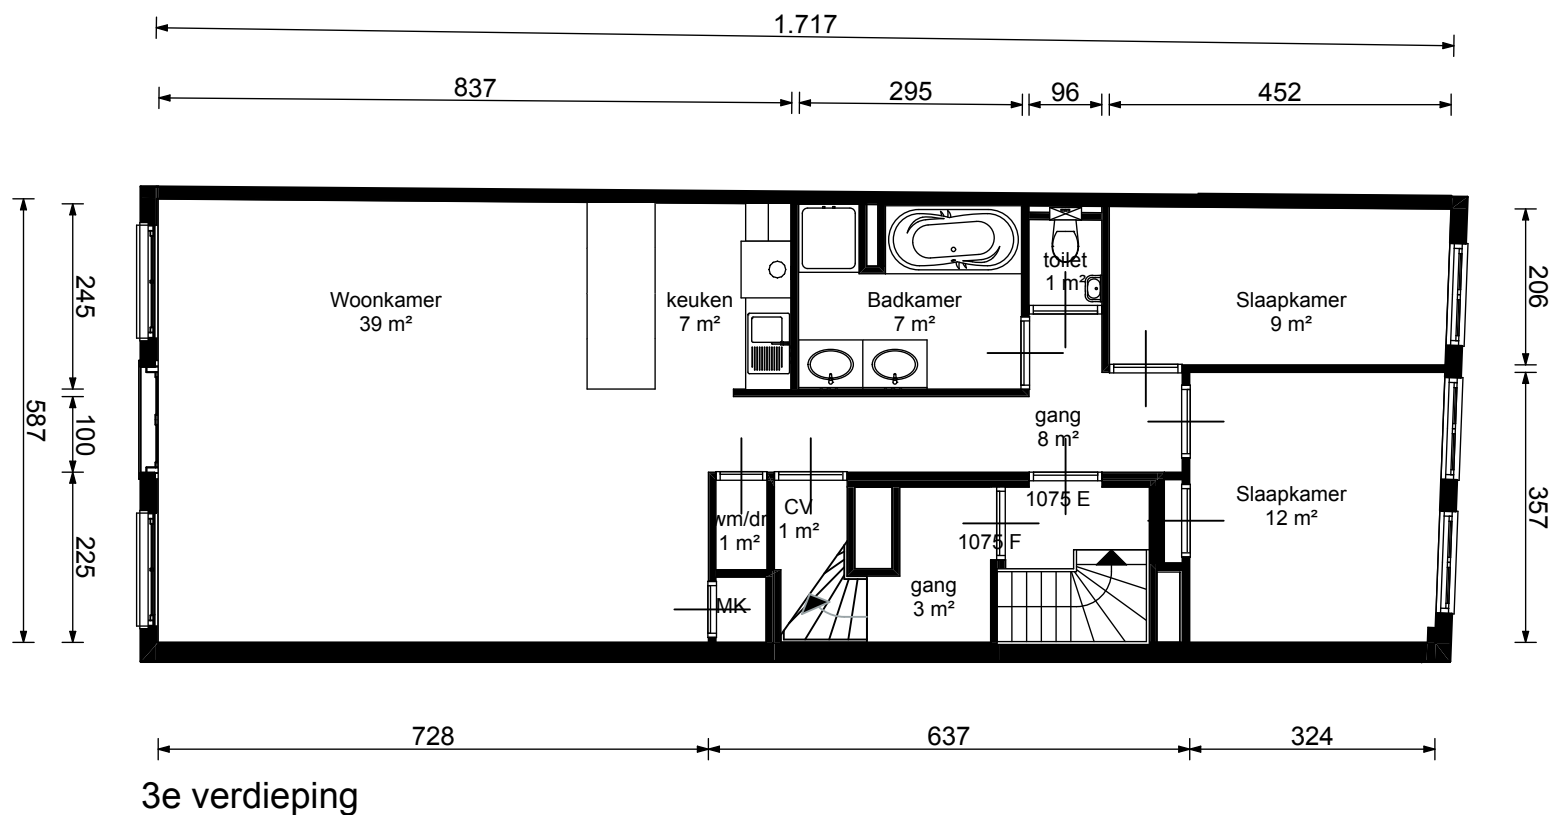 1.717
837
295
96
452
245
100
225
587
206
357
Woonkamer
39 m²
keuken
7 m²
Badkamer
7 m²
toilet
1 m²
Slaapkamer
9 m²
gang
8 m²
Slaapkamer
12 m²
1075 E
CV
1 m²
wm/dr
1 m²
1075 F
gang
3 m²
MK
728
637
324
3e verdieping